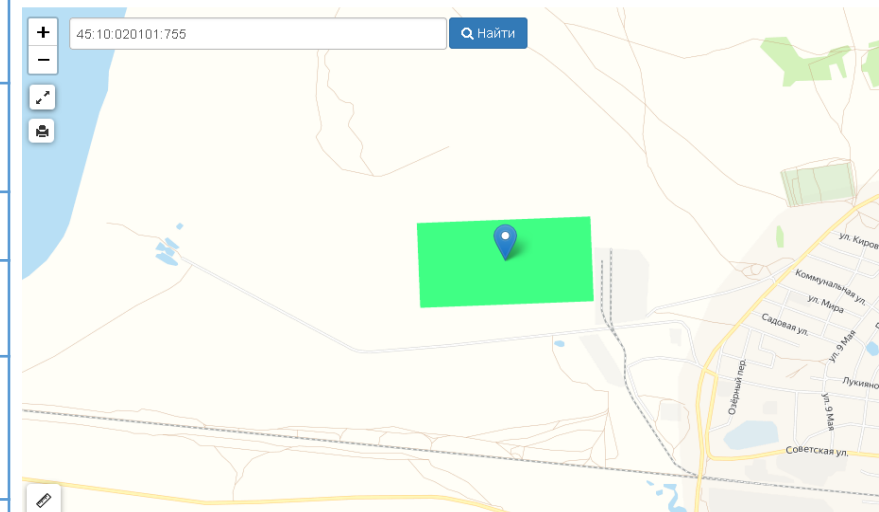 +
45:10:020101:755
Найти
−
ул. Киров
Коммунальная ул.
ул. Мира
Садовая ул.
ул. 9 Мая
Озёрный пер.
Лукияно
ул. 9 Мая
Советская ул.